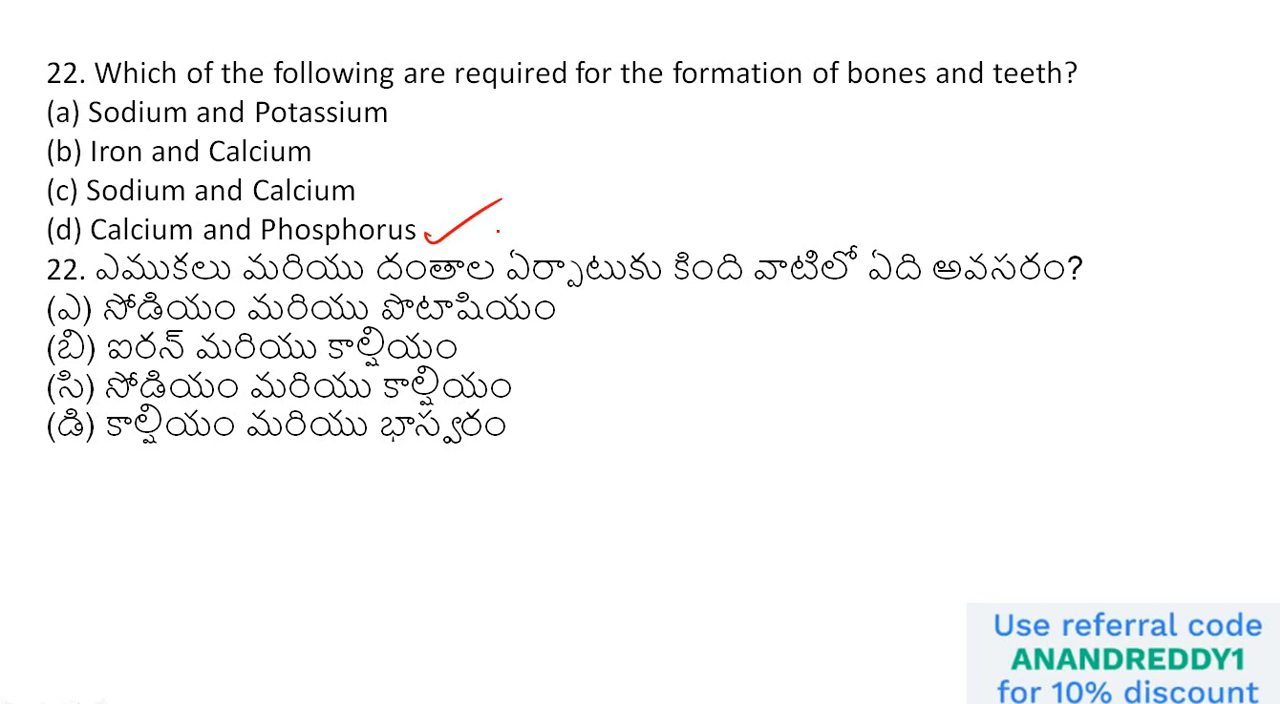 22. Which of the following are required for the formation of bones and teeth?
(a) Sodium and Potassium
(b) Iron and Calcium
(c) Sodium and Calcium
(d) Calcium and Phosphorus
22. ఎముకలు మరియు దంతాల ఏర్పాటుకు కింది వాటిలో ఏది అవసరం?
(ఎ) సోడియం మరియు పొటాషియం
(బి) ఐరన్ మరియు కాల్షియం
(సి) సోడియం మరియు కాల్షియం
(డి) కాల్షియం మరియు భాస్వరం
Use referral code
ANANDREDDY1
for 10% discount